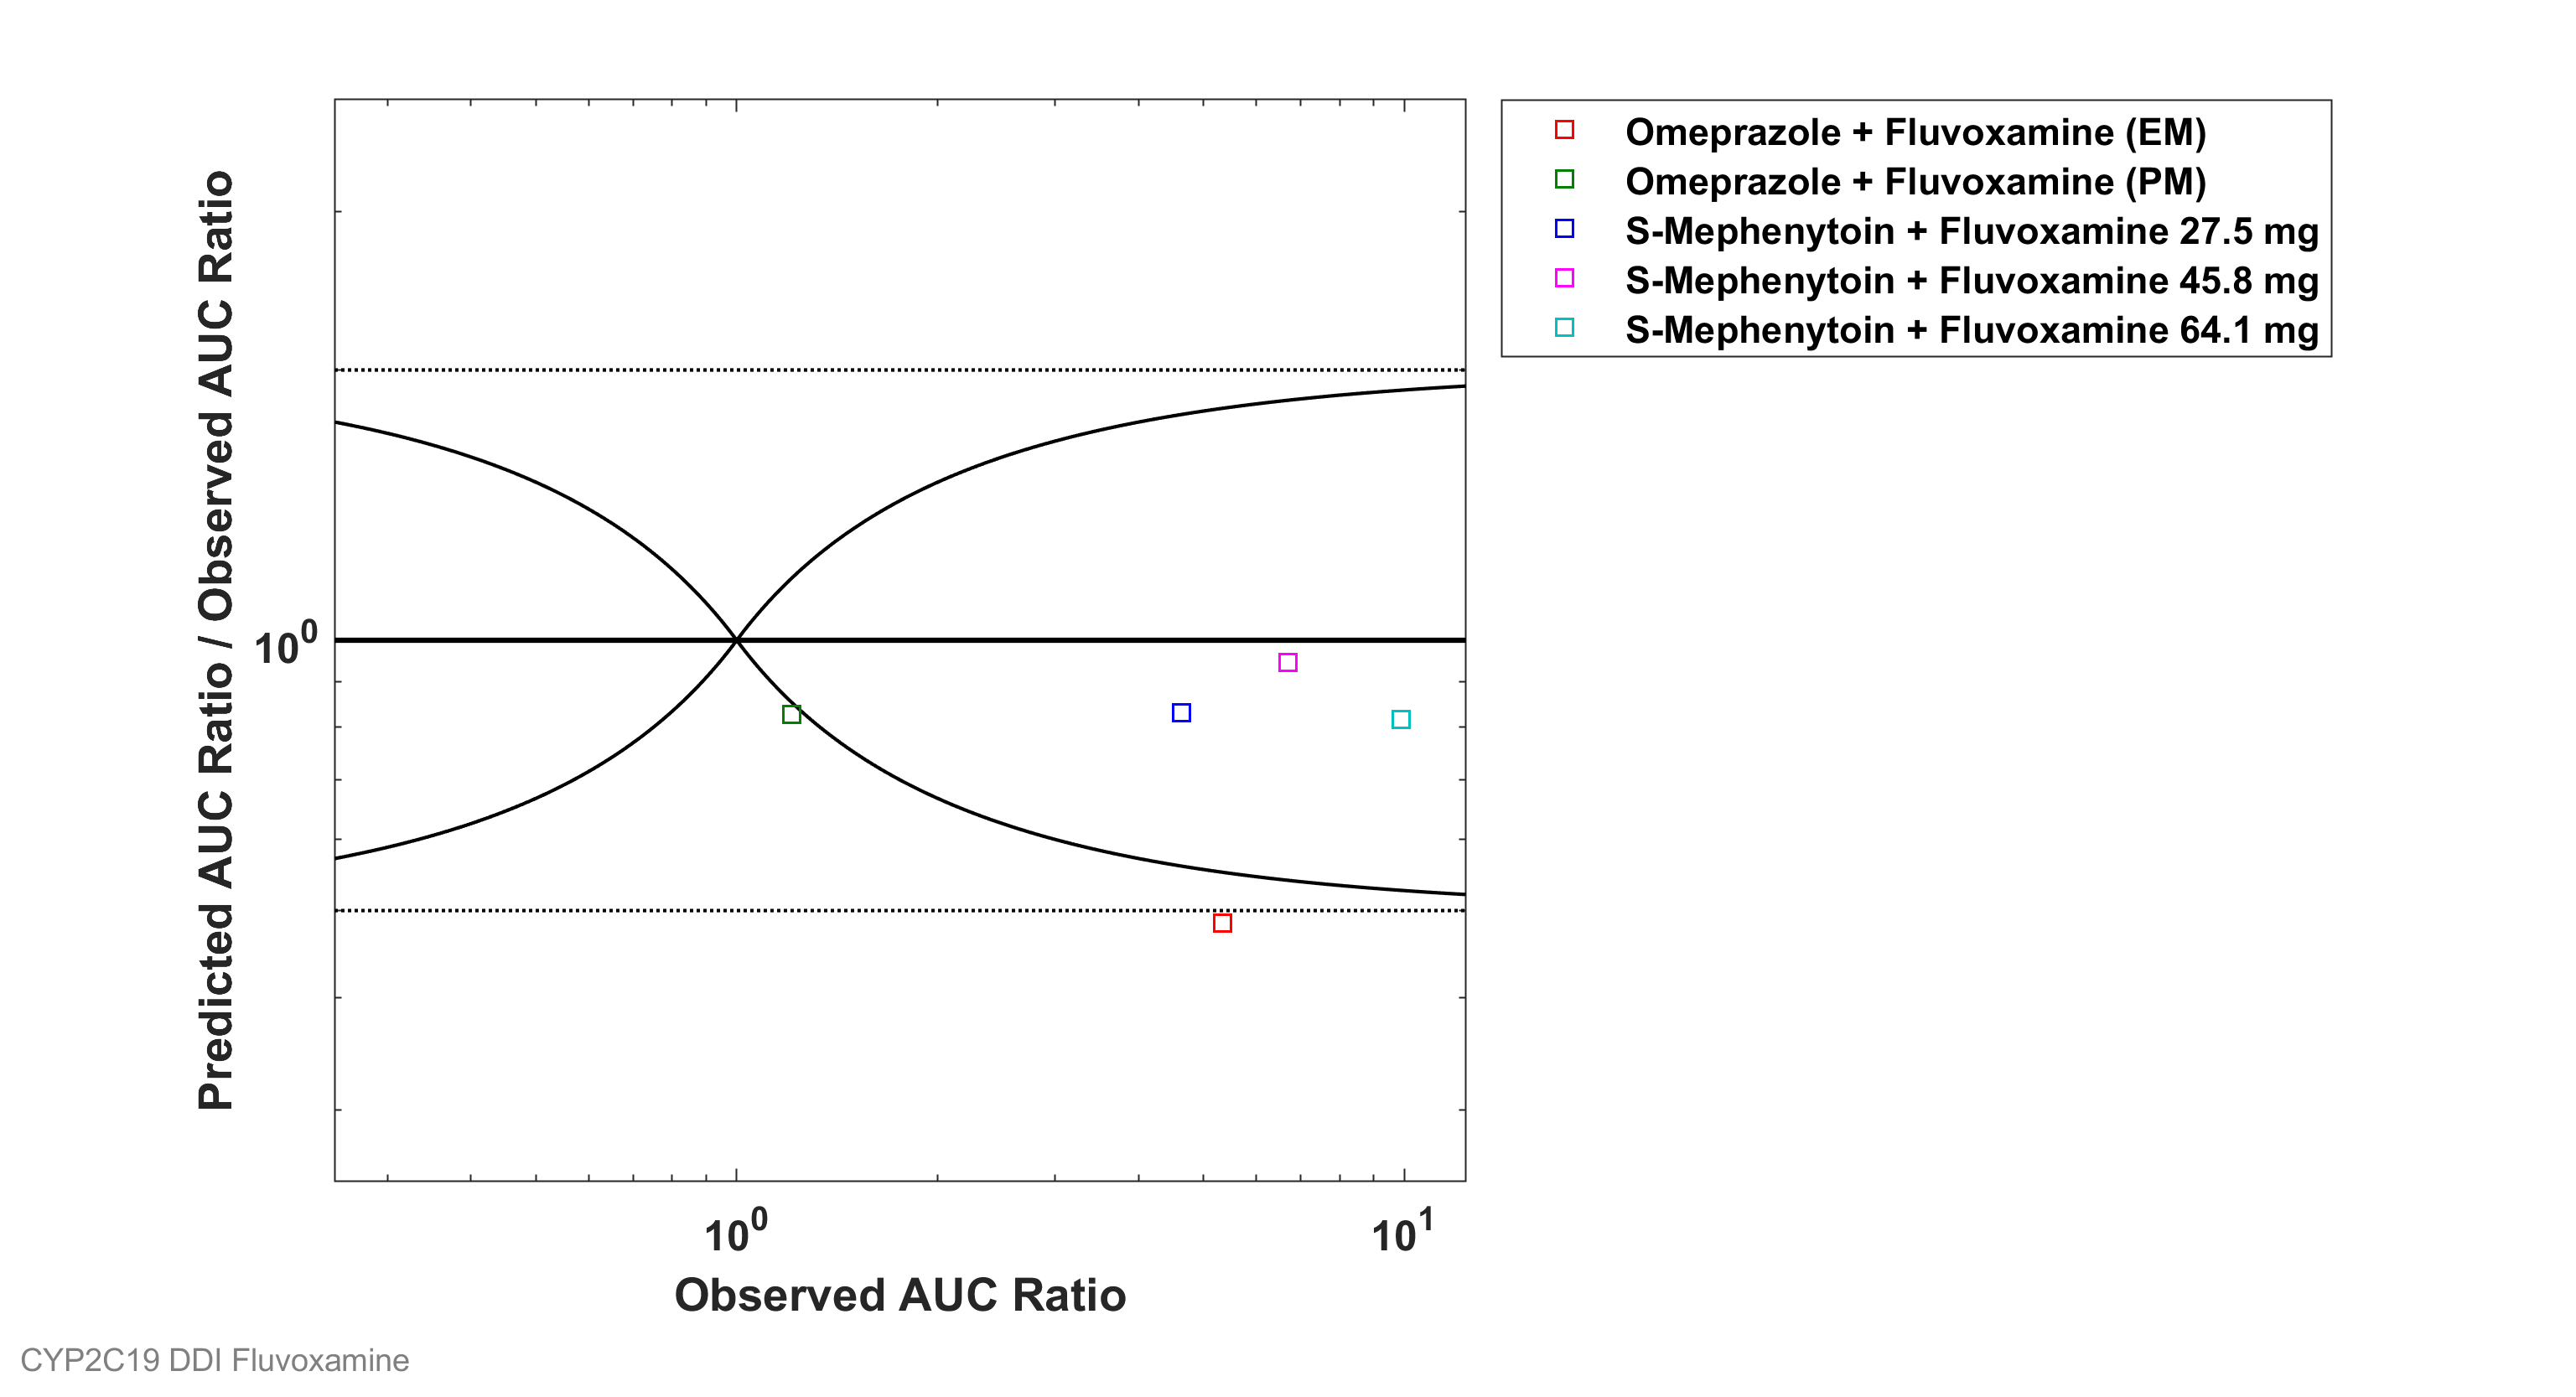 Predicted AUC Ratio / Observed AUC Ratio
10^0
Omeprazole + Fluvoxamine (EM)
Omeprazole + Fluvoxamine (PM)
S-Mephenytoin + Fluvoxamine 27.5 mg
S-Mephenytoin + Fluvoxamine 45.8 mg
S-Mephenytoin + Fluvoxamine 64.1 mg
10^0 10^1
Observed AUC Ratio
CYP2C19 DDI Fluvoxamine